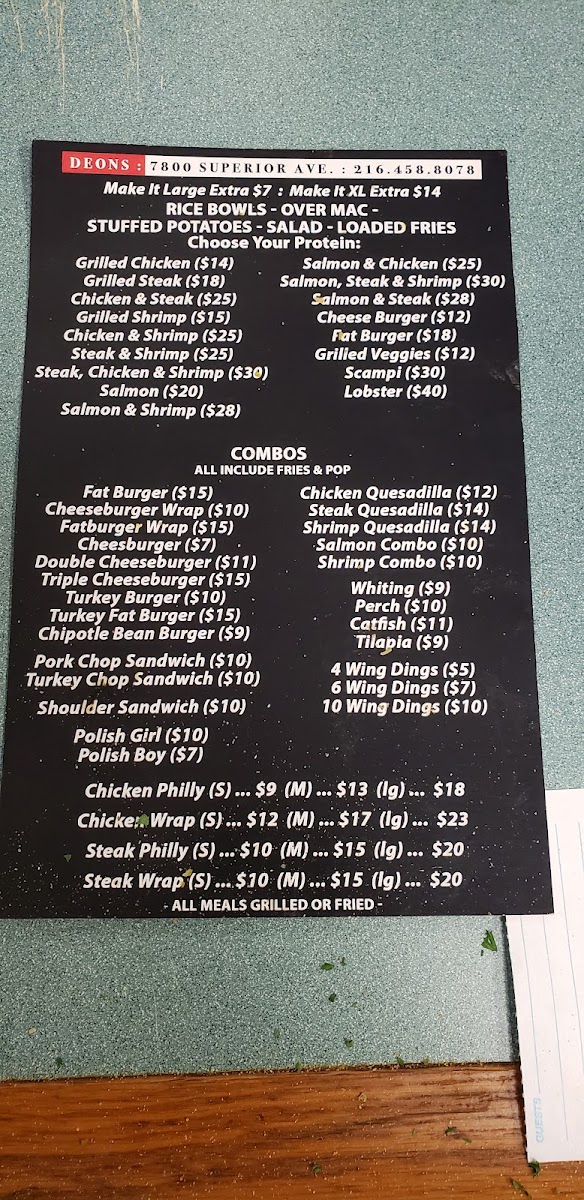 DEONS : 7800 SUPERIOR AVE. : 216.458.8078
Make It Large Extra $7 : Make It XL Extra $14
RICE BOWLS - OVER MAC -
STUFFED POTATOES - SALAD - LOADED FRIES
Choose Your Protein:
Grilled Chicken ($14)
Grilled Steak ($18)
Chicken & Steak ($25)
Grilled Shrimp ($15)
Chicken & Shrimp ($25)
Steak & Shrimp ($25)
Steak, Chicken & Shrimp ($30)
Salmon ($20)
Salmon & Shrimp ($28)
Salmon & Chicken ($25)
Salmon, Steak & Shrimp ($30)
Salmon & Steak ($28)
Cheese Burger ($12)
Fat Burger ($18)
Grilled Veggies ($12)
Scampi ($30)
Lobster ($40)
COMBOS
ALL INCLUDE FRIES & POP
Fat Burger ($15)
Cheeseburger Wrap ($10)
Fatburger Wrap ($15)
Cheesburger ($7)
Double Cheeseburger ($11)
Triple Cheeseburger ($15)
Turkey Burger ($10)
Turkey Fat Burger ($15)
Chipotle Bean Burger ($9)
Pork Chop Sandwich ($10)
Turkey Chop Sandwich ($10)
Shoulder Sandwich ($10)
Polish Girl ($10)
Polish Boy ($7)
Chicken Quesadilla ($12)
Steak Quesadilla ($14)
Shrimp Quesadilla ($14)
Salmon Combo ($10)
Shrimp Combo ($10)
Whiting ($9)
Perch ($10)
Catfish ($11)
Tilapia ($9)
4 Wing Dings ($5)
6 Wing Dings ($7)
10 Wing Dings ($10)
Chicken Philly (S) ... $9 (M) ... $13 (lg) ... $18
Chicken Wrap (S) ... $12 (M) ... $17 (lg) ... $23
Steak Philly (S) ... $10 (M) ... $15 (lg) ... $20
Steak Wrap (S) ... $10 (M) ... $15 (lg) ... $20
- ALL MEALS GRILLED OR FRIED -
GUESTS